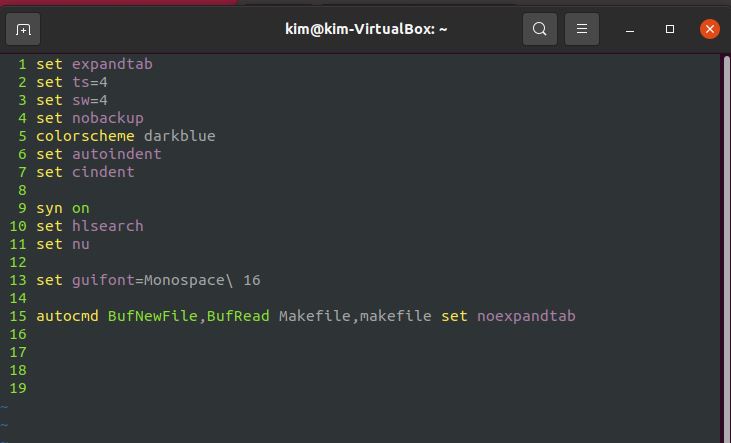 kim@kim-VirtualBox: ~
1 set expandtab
2 set ts=4
3 set sw=4
4 set nobackup
5 colorscheme darkblue
6 set autoindent
7 set cindent
8
9 syn on
10 set hlsearch
11 set nu
12
13 set guifont=Monospace\ 16
14
15 autocmd BufNewFile,BufRead Makefile,makefile set noexpandtab
16
17
18
19
~
~
~